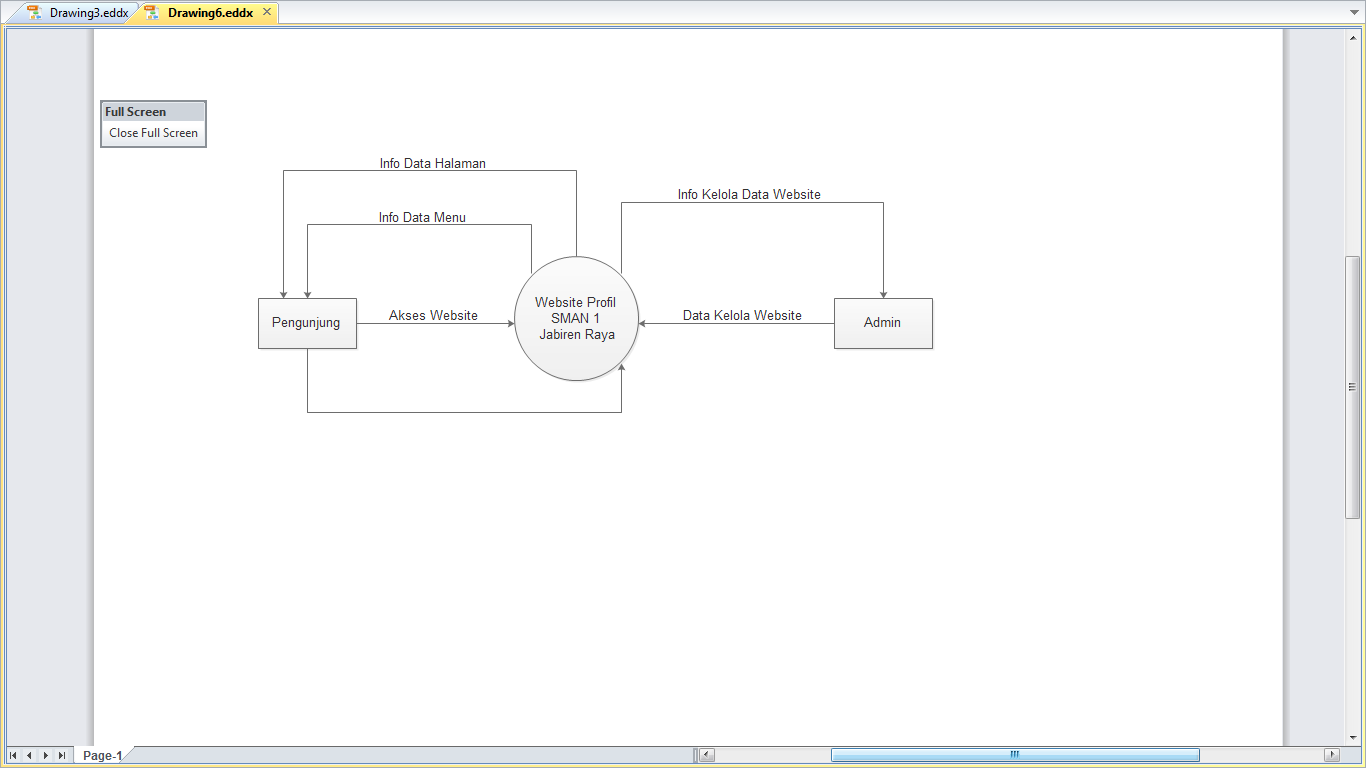 Drawing3.eddx
Drawing6.eddx
Full Screen
Close Full Screen
Info Data Halaman
Info Kelola Data Website
Info Data Menu
Website Profil
SMAN 1
Jabiren Raya
Pengunjung
Akses Website
Data Kelola Website
Admin
Page-1